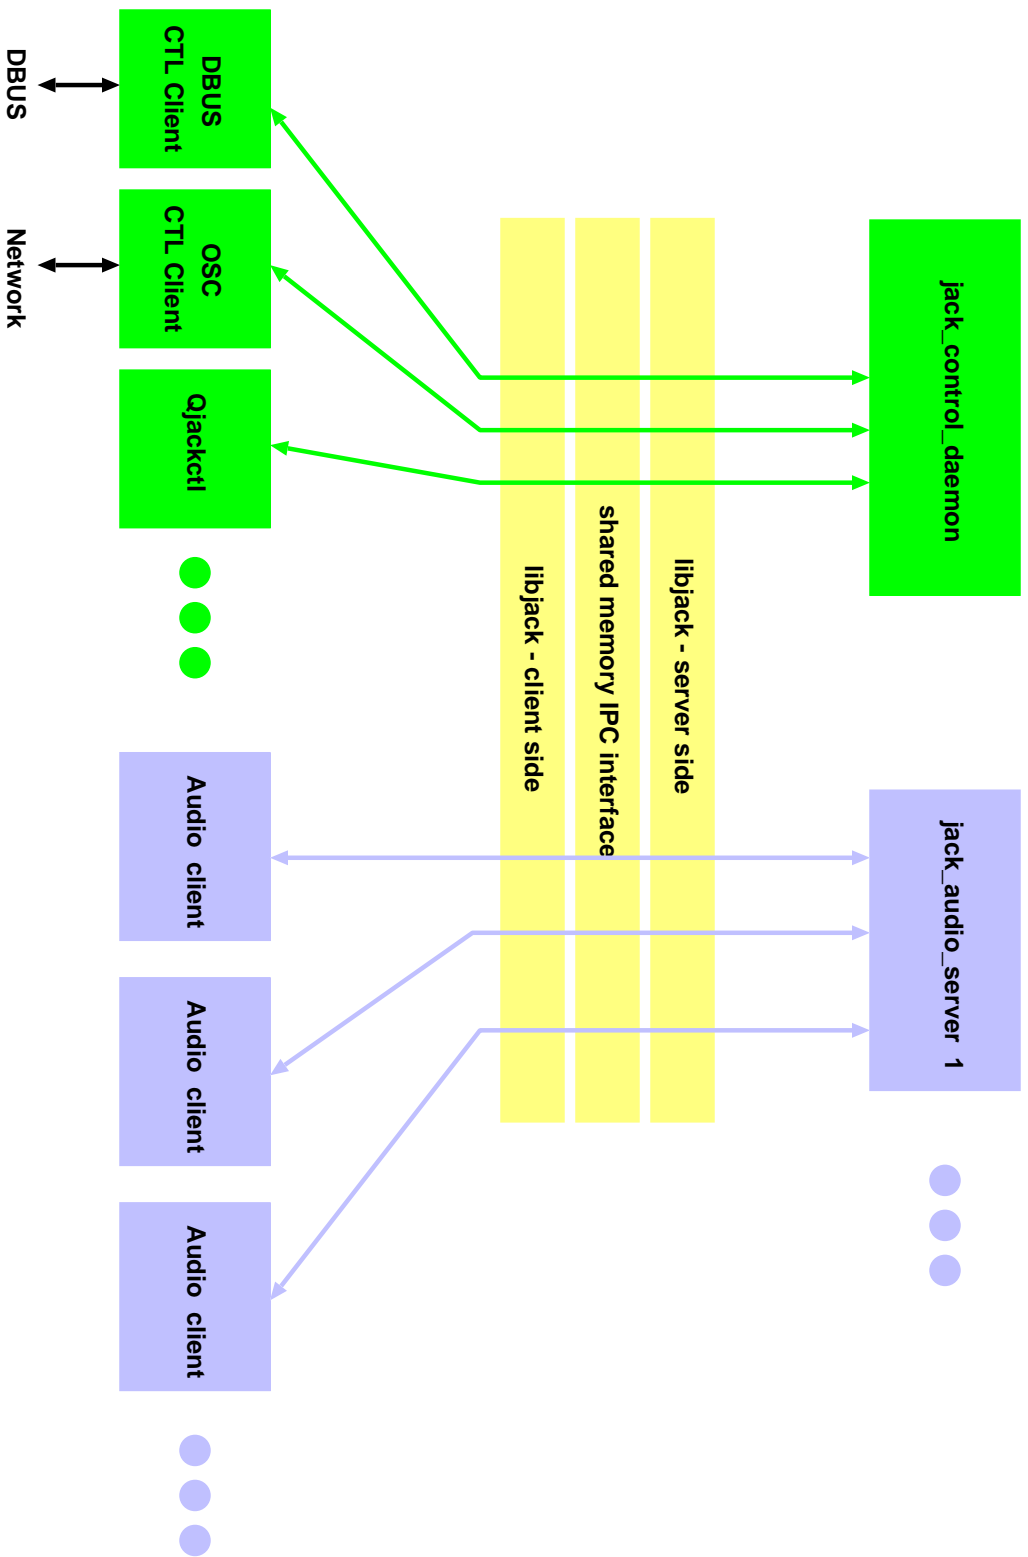 jack_control_daemon
jack_audio_server 1
libjack - server side
shared memory IPC interface
libjack - client side
DBUS
CTL Client
OSC
CTL Client
Qjackctl
Audio client
Audio client
Audio client
DBUS
Network